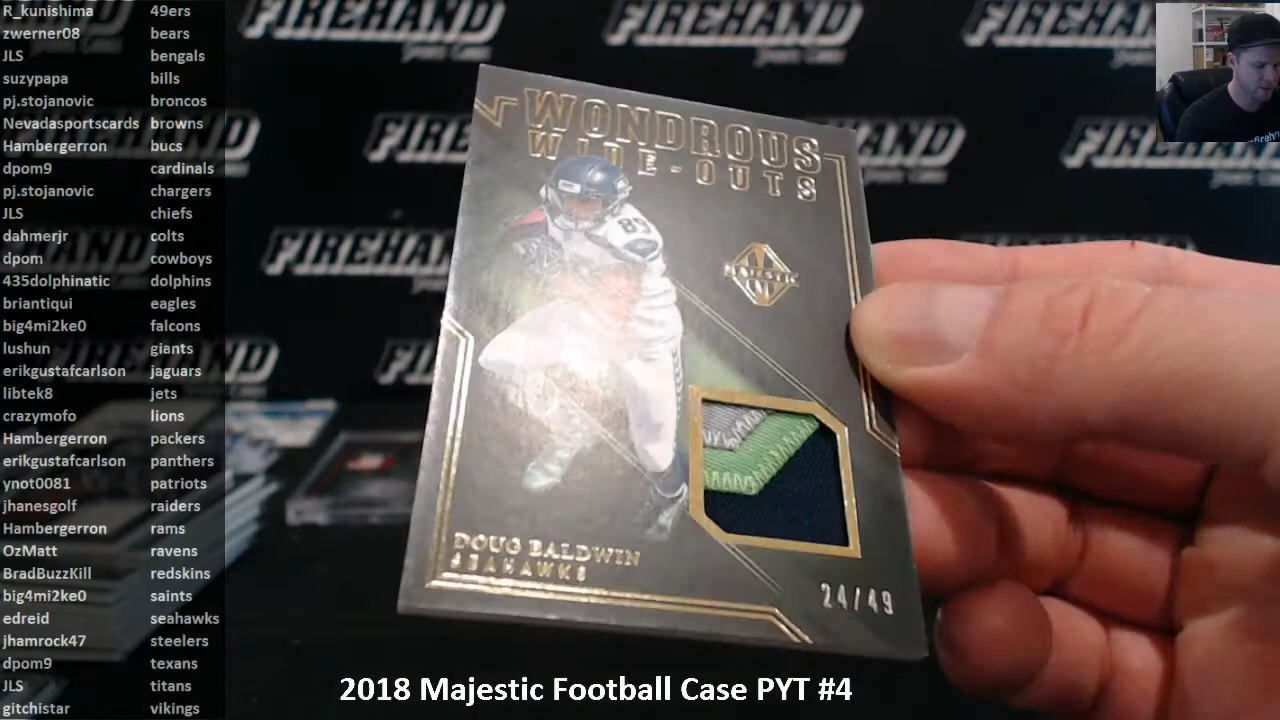 R_kunishima 49ers
zwerner08 bears
JLS bengals
suzypapa bills
pj.stojanovic broncos
Nevadasportscards browns
Hambergerron bucs
dpom9 cardinals
pj.stojanovic chargers
JLS chiefs
dahmerjr colts
dpom cowboys
435dolphinatic dolphins
briantiqui eagles
big4mi2ke0 falcons
lushun giants
erikgustafcarlson jaguars
libtek8 jets
crazymofo lions
Hambergerron packers
erikgustafcarlson panthers
ynot0081 patriots
jhanesgolf raiders
Hambergerron rams
OzMatt ravens
BradBuzzKill redskins
big4mi2ke0 saints
edreid seahawks
jhamrock47 steelers
dpom9 texans
JLS titans
gitchistar vikings
FIREHAND
FIREHAND
FIREHAND
WONDROUS
WIDE-OUTS
89
MAJESTIC
DOUG BALDWIN
SEAHAWKS
24/49
2018 Majestic Football Case PYT #4